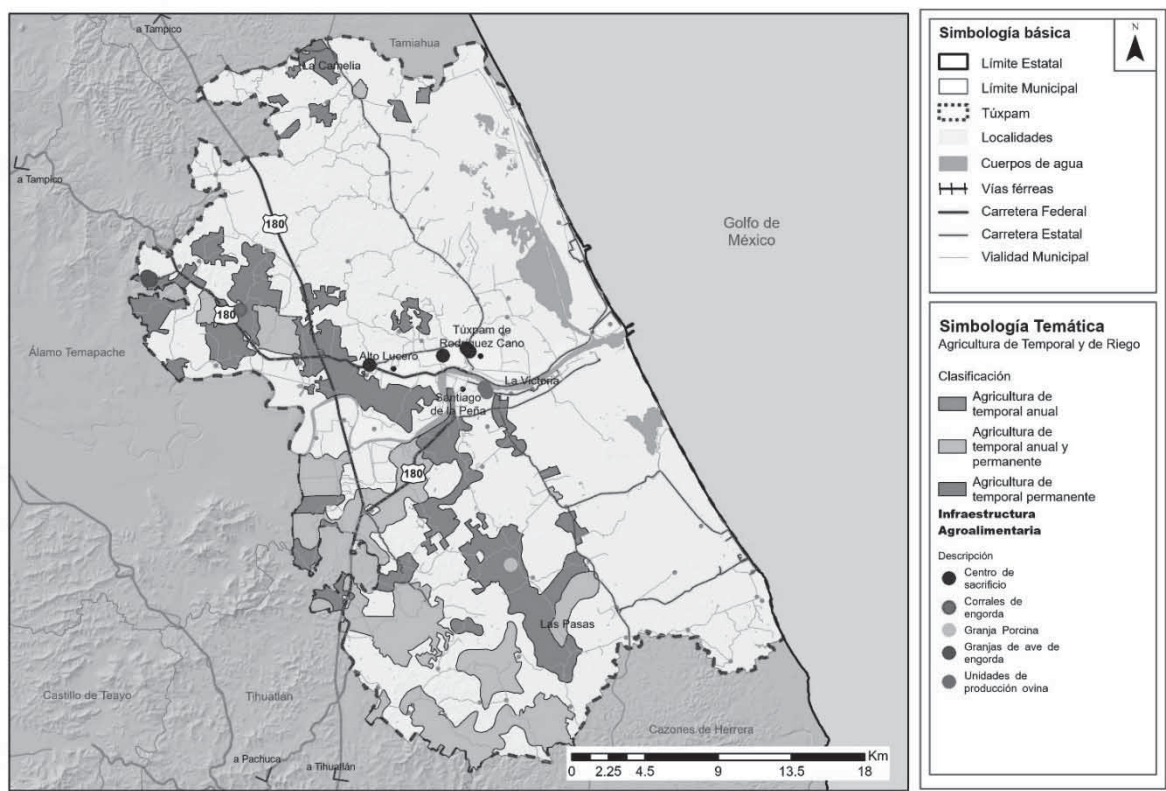 a Tampico
Tamiahua
La Camelia
a Tampico
180
Golfo de
México
180
Álamo Temapache
Túxpam de
Rodríguez Cano
Alto Lucero
La Victoria
Santiago
de la Peña
180
Las Pasas
Castillo de Teayo
Tihuatlán
Cazones de Herrera
a Pachuca
a Tihuatlán
Km
0 2.25 4.5 9 13.5 18
Simbología básica
N
Límite Estatal
Límite Municipal
Túxpam
Localidades
Cuerpos de agua
Vías férreas
Carretera Federal
Carretera Estatal
Vialidad Municipal
Simbología Temática
Agricultura de Temporal y de Riego
Clasificación
Agricultura de
temporal anual
Agricultura de
temporal anual y
permanente
Agricultura de
temporal permanente
Infraestructura
Agroalimentaria
Descripción
Centro de
sacrificio
Corrales de
engorda
Granja Porcina
Granjas de ave de
engorda
Unidades de
producción ovina